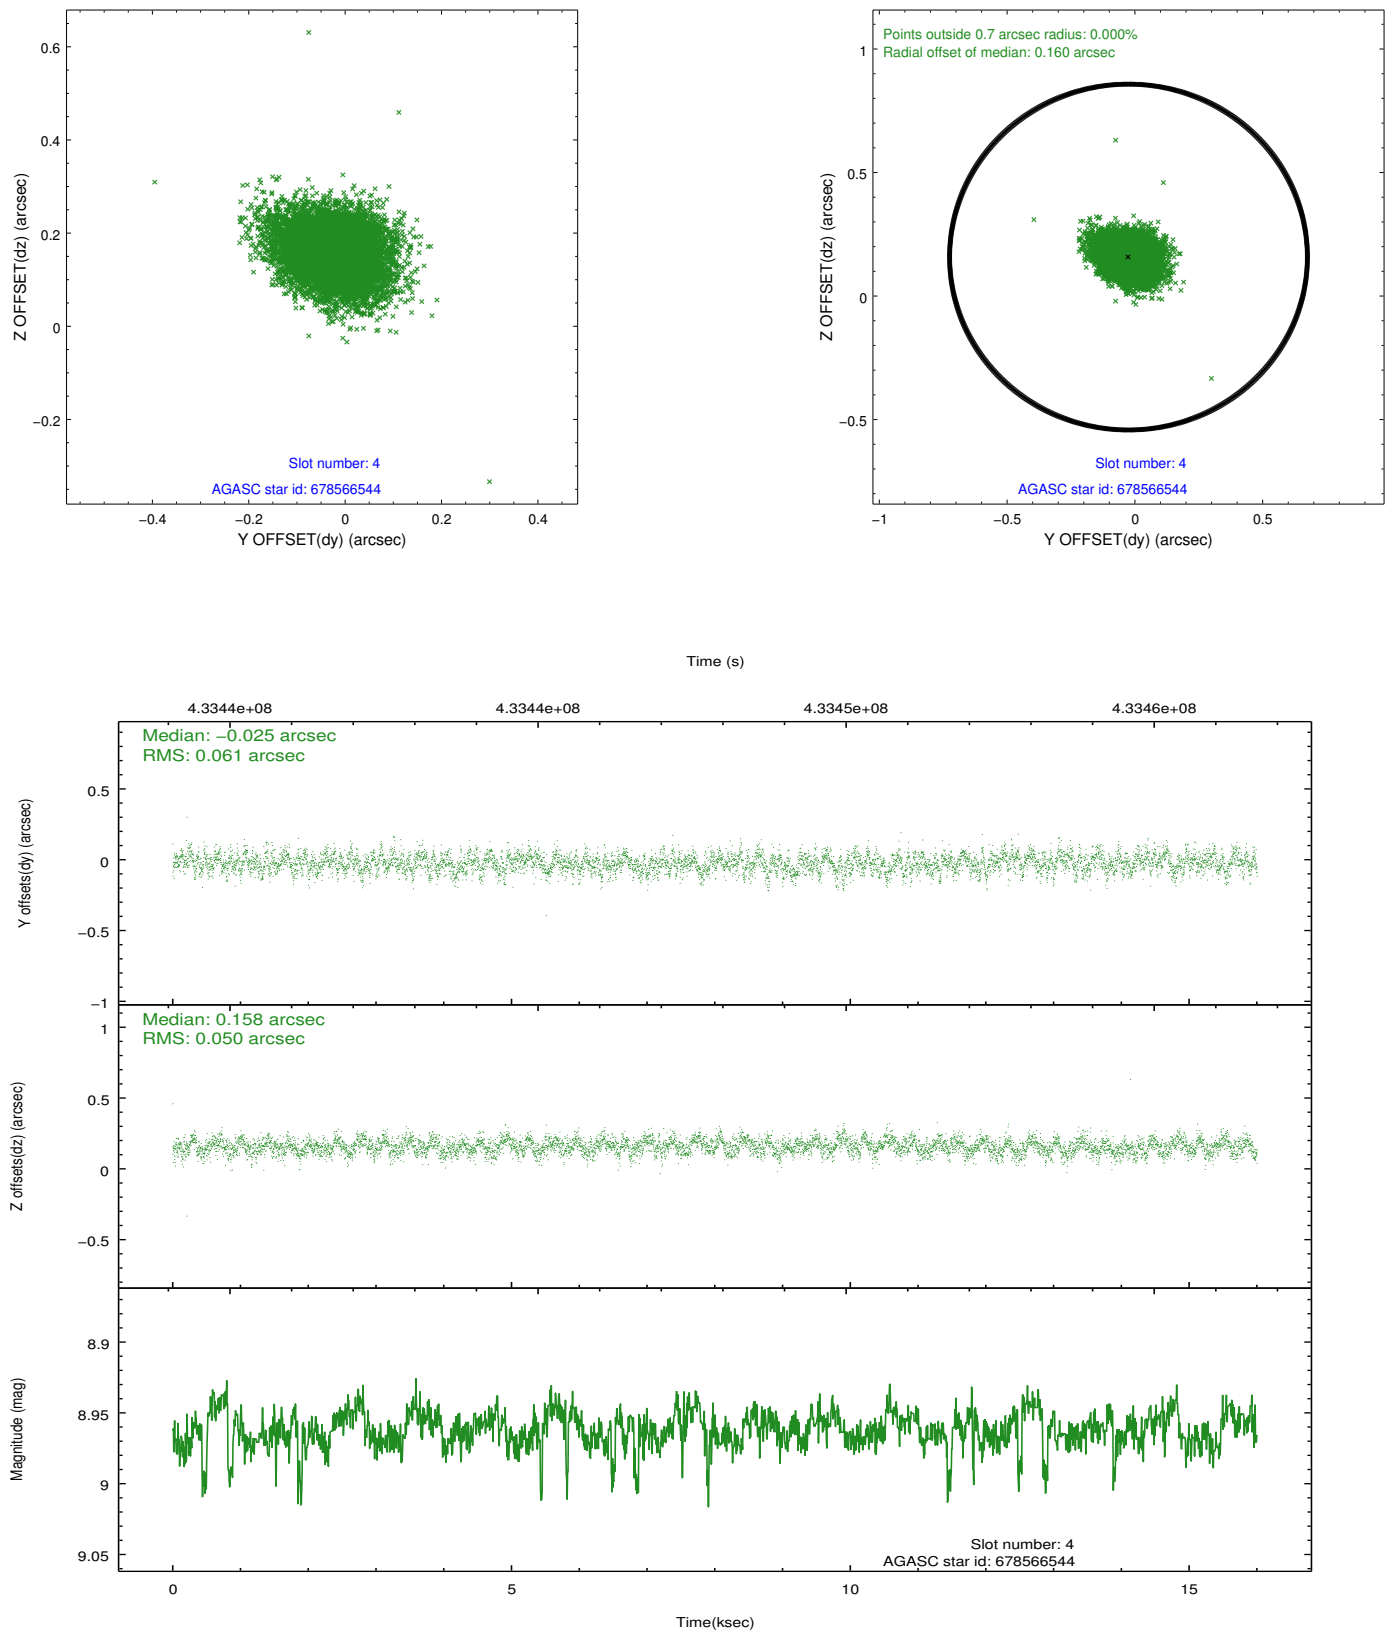 0.6
0.4
0.2
0
−0.2
Z OFFSET(dz) (arcsec)
Slot number: 4
AGASC star id: 678566544
−0.4
−0.2
0
0.2
0.4
Y OFFSET(dy) (arcsec)
Points outside 0.7 arcsec radius: 0.000%
Radial offset of median: 0.160 arcsec
1
0.5
0
−0.5
Z OFFSET(dz) (arcsec)
Slot number: 4
AGASC star id: 678566544
−1
−0.5
0
0.5
Y OFFSET(dy) (arcsec)
Time (s)
4.3344e+08
4.3344e+08
4.3345e+08
4.3346e+08
Median: −0.025 arcsec
RMS: 0.061 arcsec
0.5
0
−0.5
−1
Y offsets(dy) (arcsec)
Median: 0.158 arcsec
RMS: 0.050 arcsec
1
0.5
0
−0.5
Z offsets(dz) (arcsec)
8.9
8.95
9
9.05
Magnitude (mag)
Slot number: 4
AGASC star id: 678566544
0
5
10
15
Time(ksec)